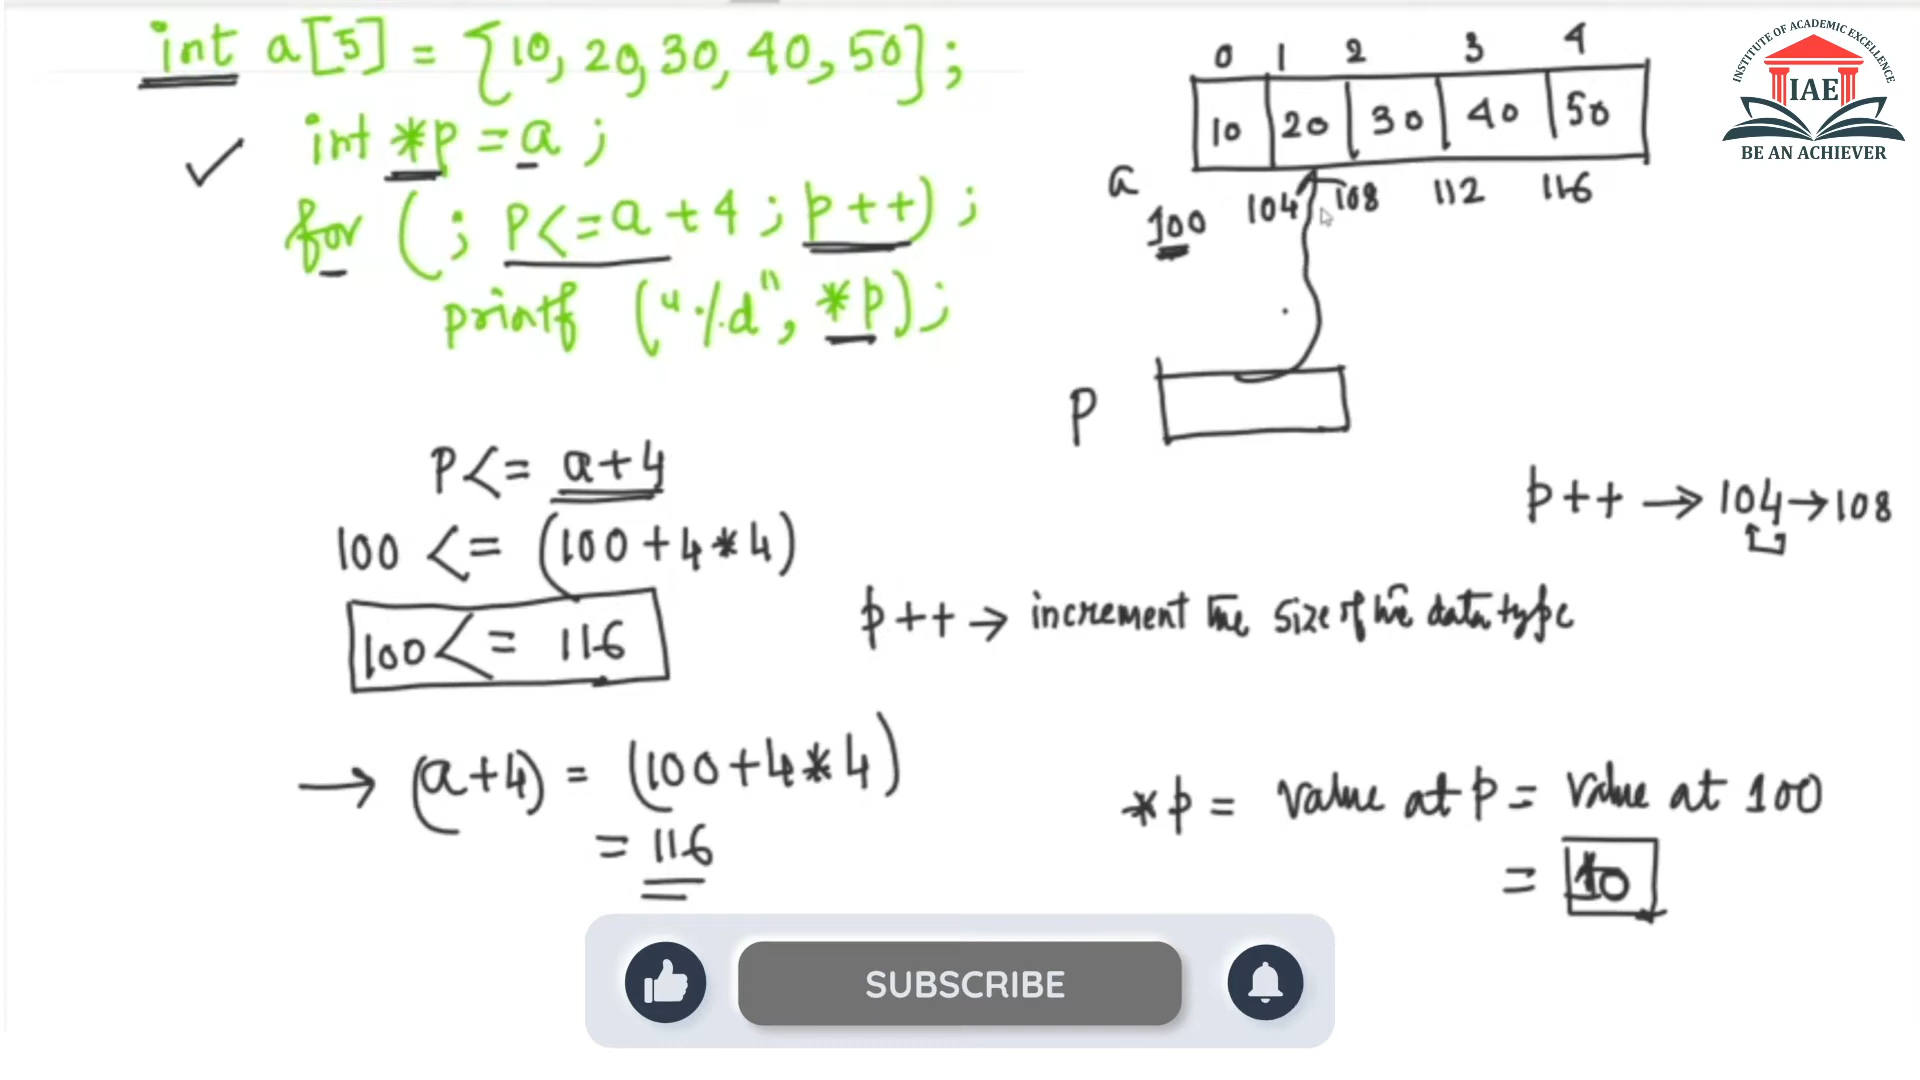 int a[5] = {10, 20, 30, 40, 50};
int *p = a ;
for ( ; p<=a+4 ; p++) ;
printf ("%d", *p);
0 1 2 3 4
10 20 30 40 50
a
100 104 108 112 116
INSTITUTE OF ACADEMIC EXCELLENCE
IAE
BE AN ACHIEVER
P
P<= a+4
100 <= (100+4*4)
100 <= 116
p++ → 104 → 108
p++ → increment the size of the data type
→ (a+4) = (100+4*4)
= 116
*p = value at p = value at 100
= 10
SUBSCRIBE